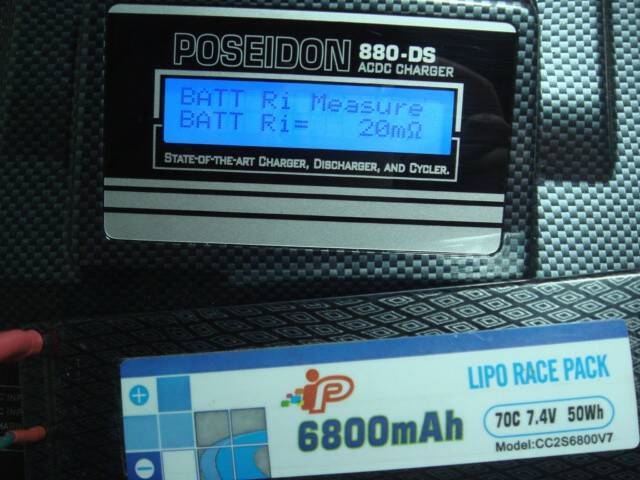 POSEIDON 880-DS
ACDC CHARGER
BATT Ri Measure
BATT Ri= 20mΩ
STATE-OF-THE-ART CHARGER, DISCHARGER, AND CYCLER.
LIPO RACE PACK
iP
6800mAh
70C 7.4V 50Wh
Model:CC2S6800V7
+
-